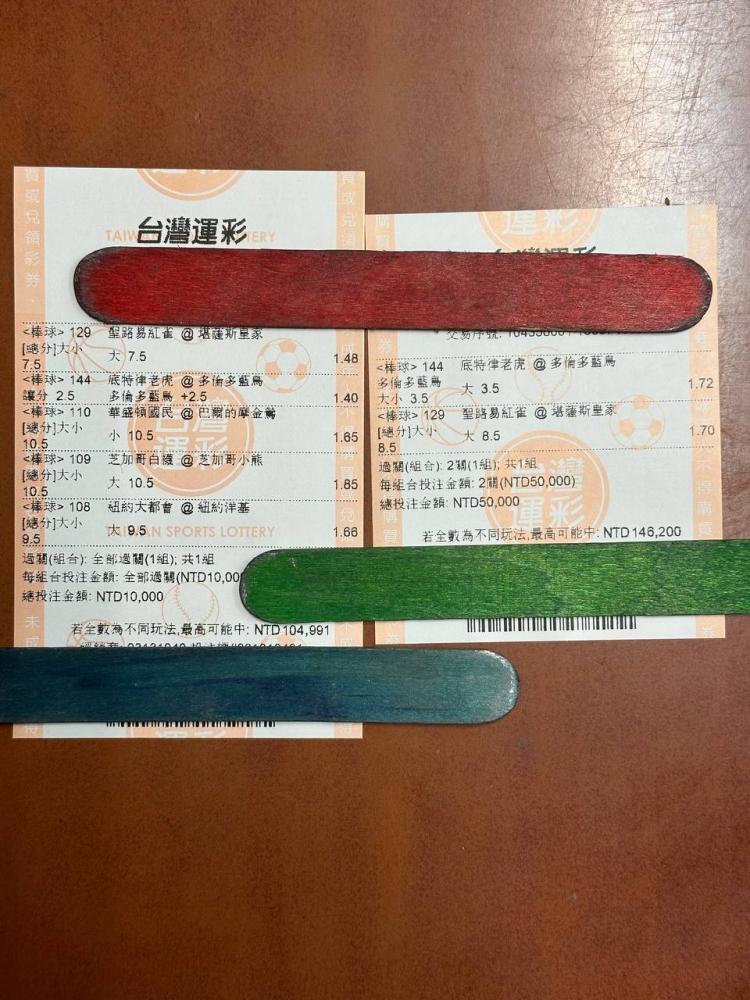 台灣運彩
TAIWAN SPORTS LOTTERY
<棒球> 129 聖路易紅雀 @ 堪薩斯皇家
[總分]大小 大 7.5 1.48
7.5
<棒球> 144 底特律老虎 @ 多倫多藍鳥
讓分 2.5 多倫多藍鳥 +2.5 1.40
<棒球> 110 華盛頓國民 @ 巴爾的摩金鶯
[總分]大小 小 10.5 1.65
10.5
<棒球> 109 芝加哥白襪 @ 芝加哥小熊
[總分]大小 大 10.5 1.85
10.5
<棒球> 108 紐約大都會 @ 紐約洋基
[總分]大小 大 9.5 1.66
9.5
TAIWAN SPORTS LOTTERY
過關(組合): 全部過關(1組); 共1組
每組合投注金額: 全部過關(NTD10,00
總投注金額: NTD10,000
若全數為不同玩法,最高可能中: NTD104,991
台灣運彩
交易序號:
<棒球> 144 底特律老虎 @ 多倫多藍鳥
多倫多藍鳥 大 3.5 1.72
大小 3.5
<棒球> 129 聖路易紅雀 @ 堪薩斯皇家
[總分]大小 大 8.5 1.70
8.5
過關(組合): 2關(1組); 共1組
每組合投注金額: 2關(NTD50,000)
總投注金額: NTD50,000
若全數為不同玩法,最高可能中: NTD146,200